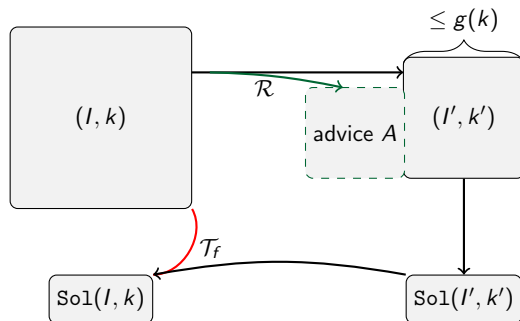 ≤ g(k)
(I, k)
R
advice A
(I′, k′)
T_f
Sol(I, k)
Sol(I′, k′)